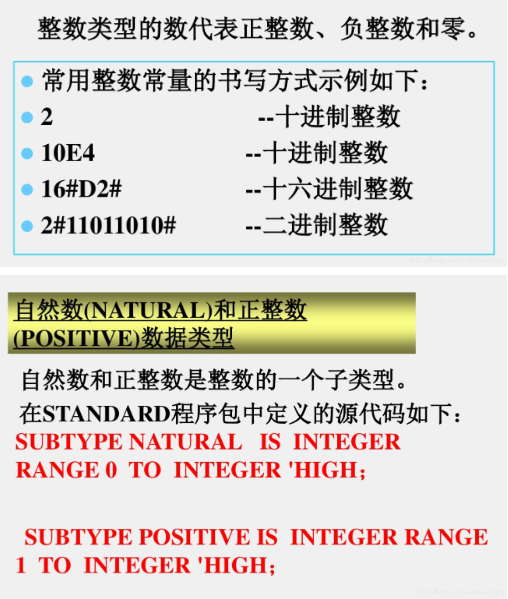 整数类型的数代表正整数、负整数和零。
常用整数常量的书写方式示例如下：
2 --十进制整数
10E4 --十进制整数
16#D2# --十六进制整数
2#11011010# --二进制整数
自然数(NATURAL)和正整数
(POSITIVE)数据类型
自然数和正整数是整数的一个子类型。
在STANDARD程序包中定义的源代码如下：
SUBTYPE NATURAL IS INTEGER
RANGE 0 TO INTEGER 'HIGH；
SUBTYPE POSITIVE IS INTEGER RANGE
1 TO INTEGER 'HIGH；